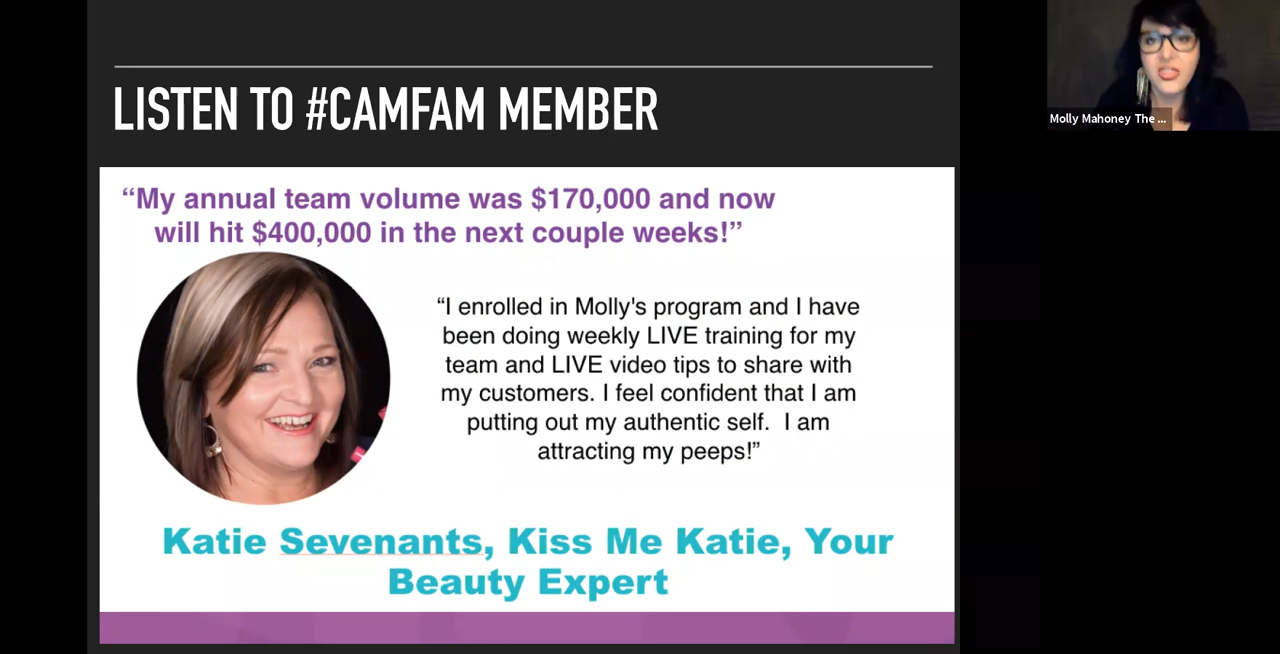 LISTEN TO #CAMFAM MEMBER
“My annual team volume was $170,000 and now
will hit $400,000 in the next couple weeks!”
“I enrolled in Molly's program and I have
been doing weekly LIVE training for my
team and LIVE video tips to share with
my customers. I feel confident that I am
putting out my authentic self.  I am
attracting my peeps!”
Katie Sevenants, Kiss Me Katie, Your
Beauty Expert
Molly Mahoney The ...